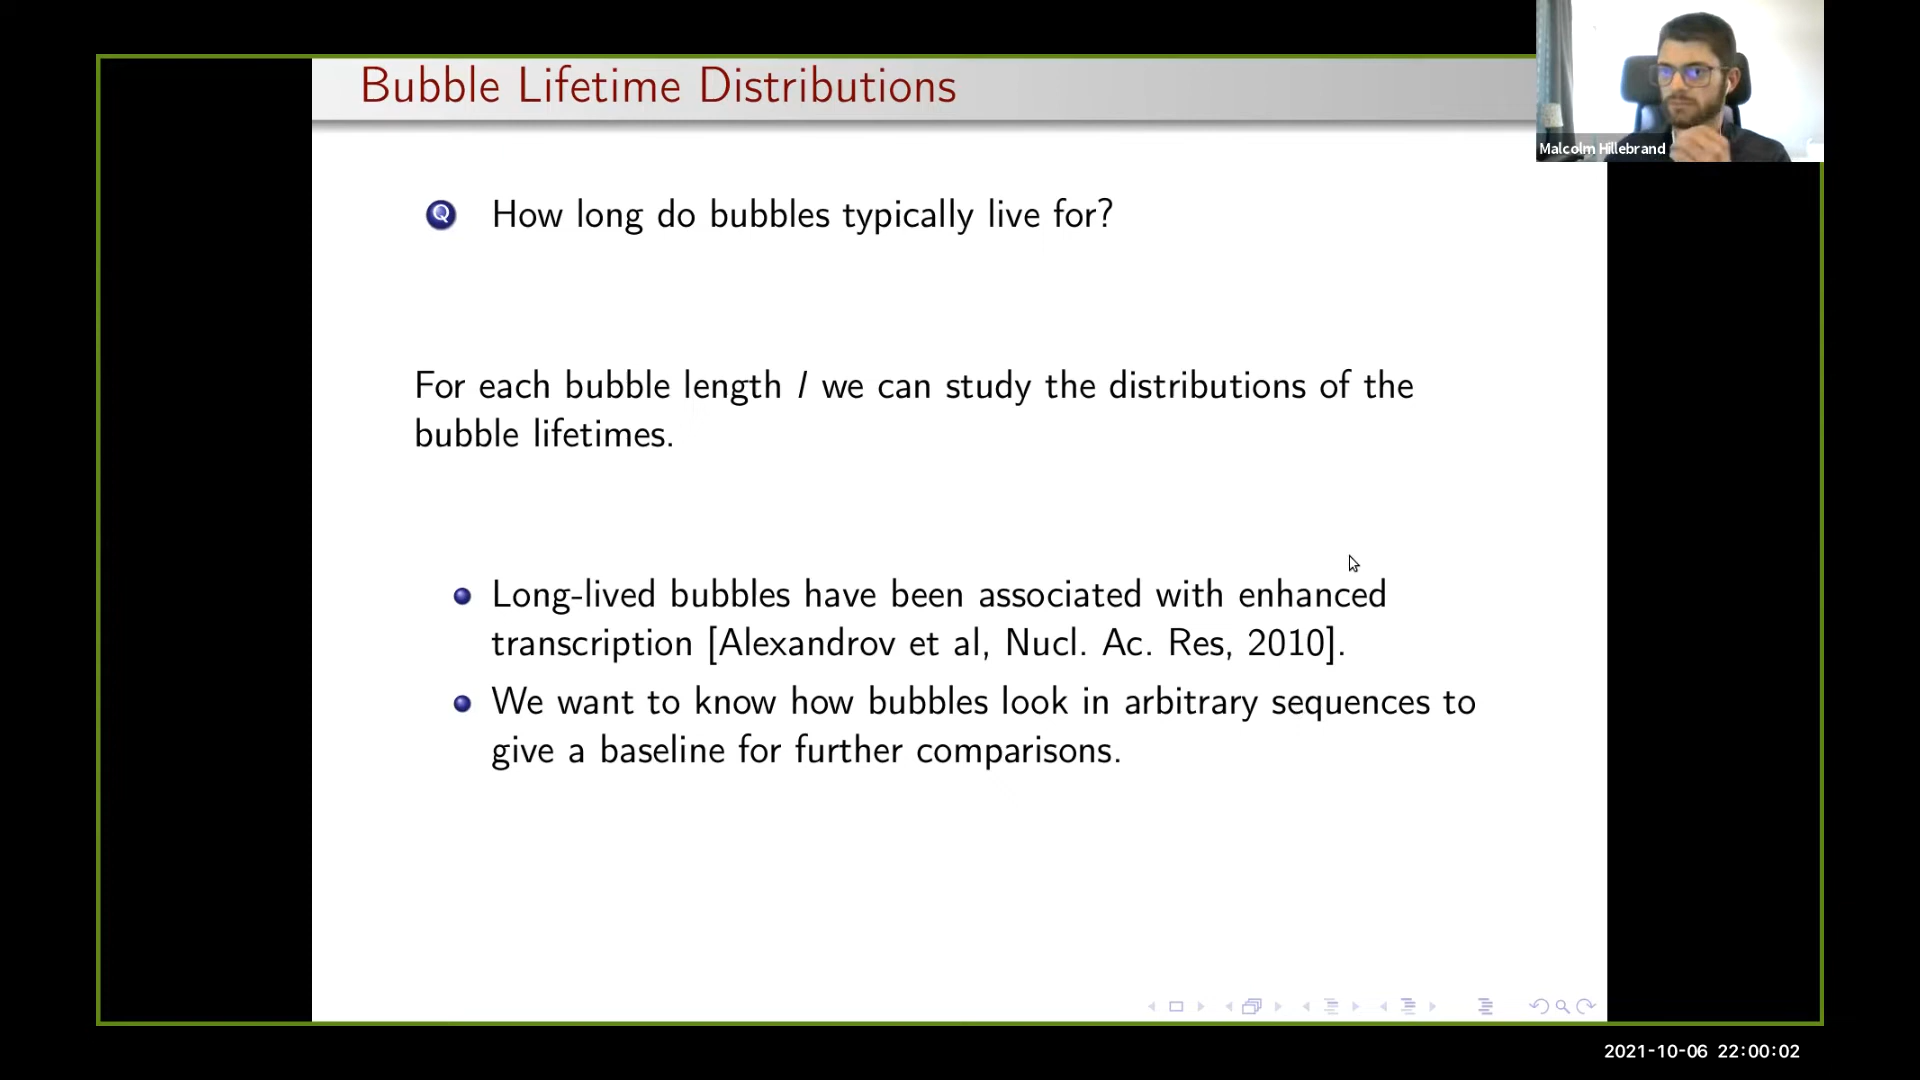 Bubble Lifetime Distributions
Malcolm Hillebrand
Q How long do bubbles typically live for?
For each bubble length l we can study the distributions of the
bubble lifetimes.
Long-lived bubbles have been associated with enhanced
transcription [Alexandrov et al, Nucl. Ac. Res, 2010].
We want to know how bubbles look in arbitrary sequences to
give a baseline for further comparisons.
2021-10-06 22:00:02